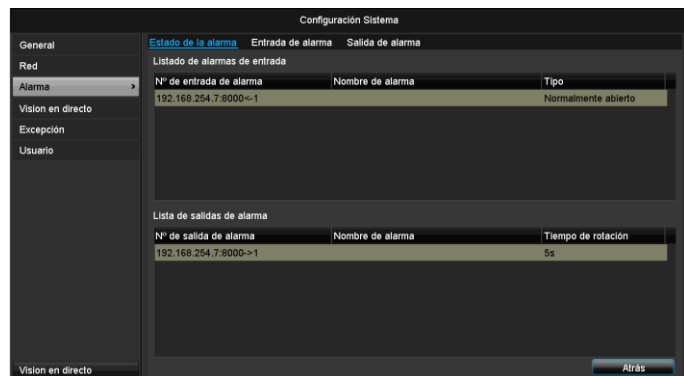 Configuración Sistema
General
Red
Alarma >
Vision en directo
Excepción
Usuario
Estado de la alarma Entrada de alarma Salida de alarma
Listado de alarmas de entrada
Nº de entrada de alarma Nombre de alarma Tipo
192.168.254.7:8000<-1 Normalmente abierto
Lista de salidas de alarma
Nº de salida de alarma Nombre de alarma Tiempo de rotación
192.168.254.7:8000->1 5s
Vision en directo
Atrás